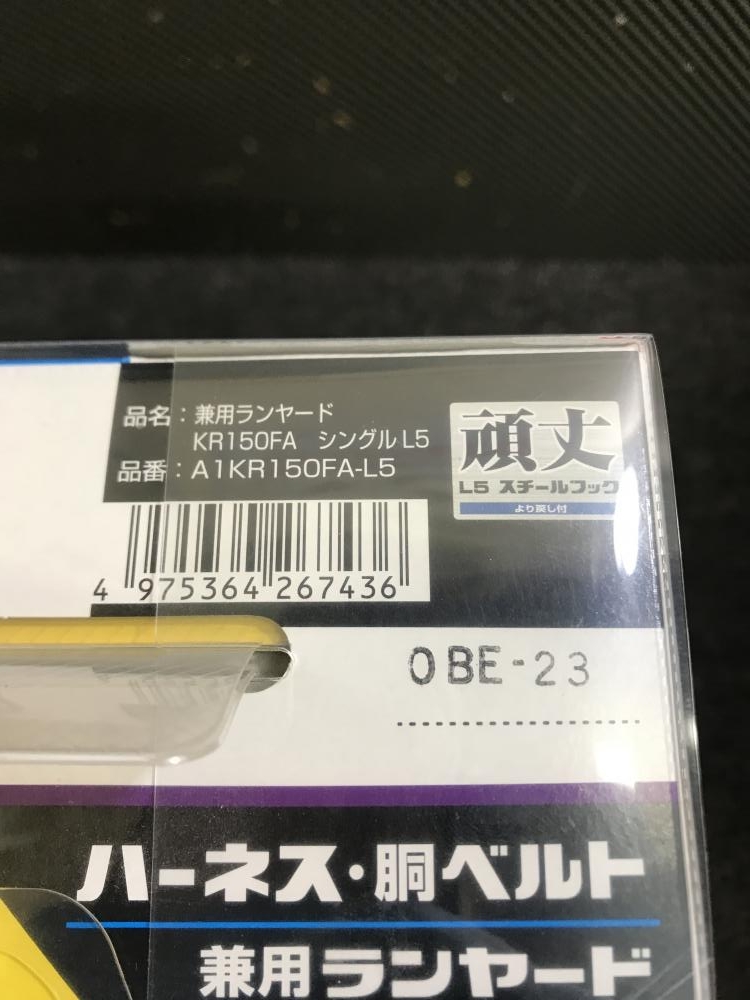 品名：兼用ランヤード
KR150FA　シングルL5
品番：A1KR150FA-L5
頑丈
L5 スチールフック
より戻し付
4 975364 267436
0BE-23
ハーネス・胴ベルト
兼用ランヤード